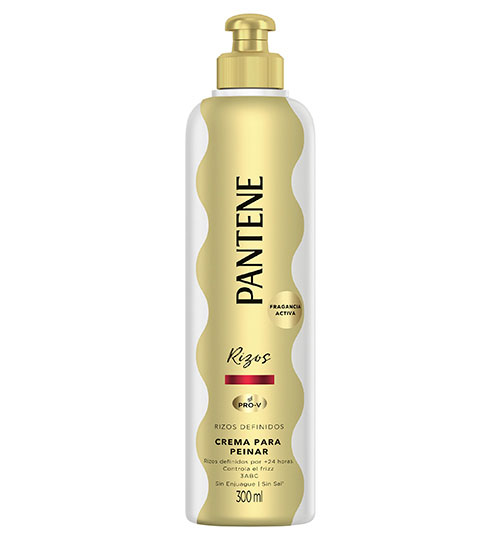 PANTENE
FRAGANCIA
ACTIVA
Rizos
PRO-V
RIZOS DEFINIDOS
CREMA PARA
PEINAR
Rizos definidos por +24 horas
Controla el frizz
3ABC
Sin Enjuague | Sin Sal*
300 ml